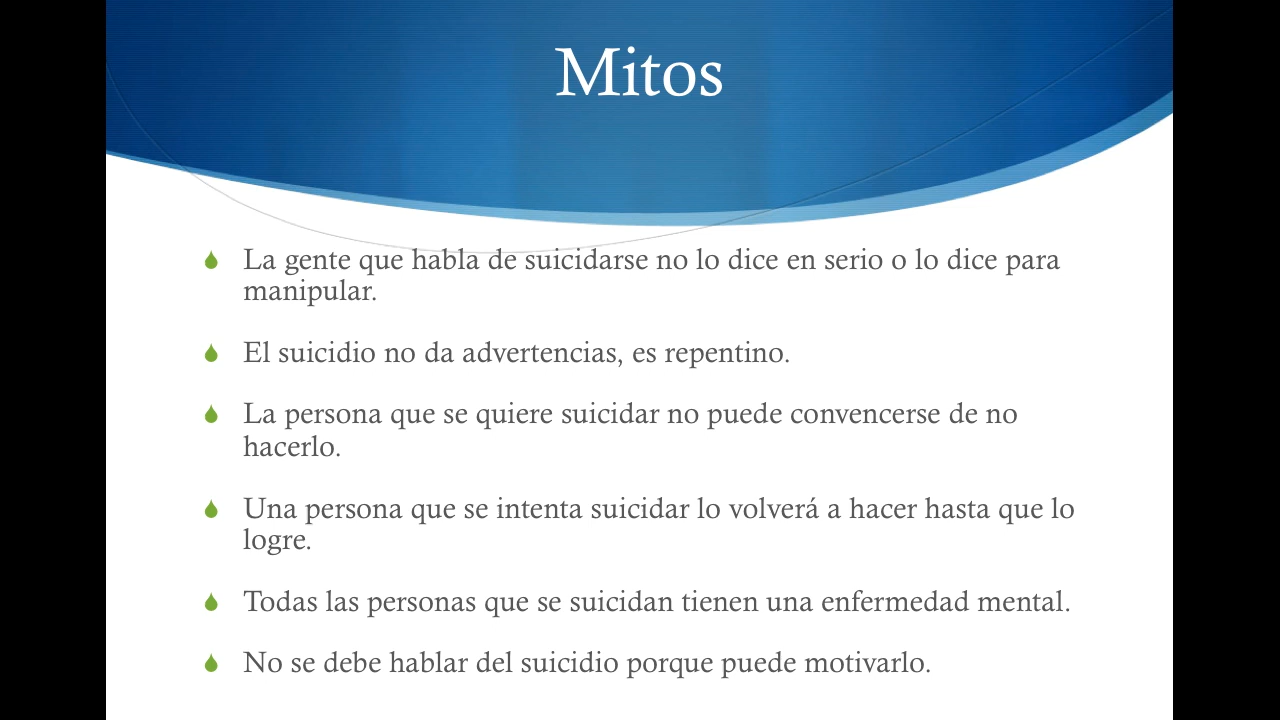 Mitos
La gente que habla de suicidarse no lo dice en serio o lo dice para
manipular.
El suicidio no da advertencias, es repentino.
La persona que se quiere suicidar no puede convencerse de no
hacerlo.
Una persona que se intenta suicidar lo volverá a hacer hasta que lo
logre.
Todas las personas que se suicidan tienen una enfermedad mental.
No se debe hablar del suicidio porque puede motivarlo.